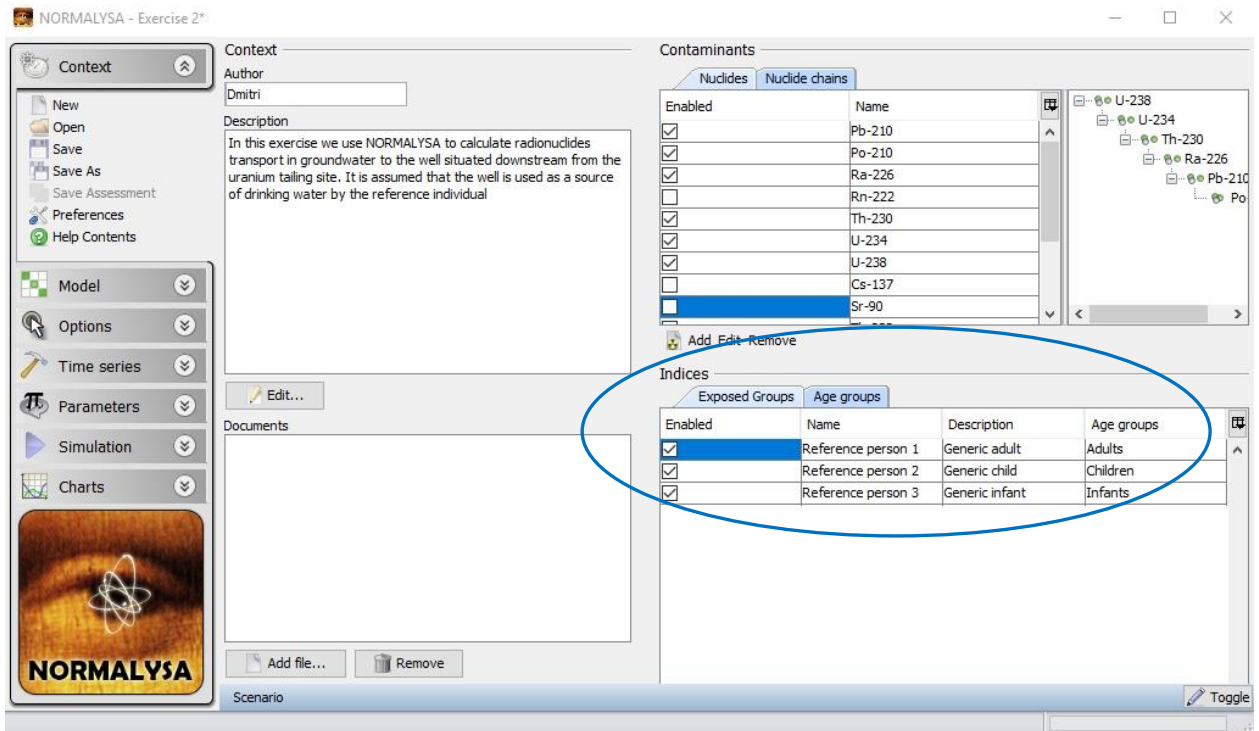 NORMALYSA - Exercise 2*
Context
New
Open
Save
Save As
Save Assessment
Preferences
Help Contents
Model
Options
Time series
Parameters
Simulation
Charts
NORMALYSA
Context
Author
Dmitri
Description
In this exercise we use NORMALYSA to calculate radionuclides
transport in groundwater to the well situated downstream from the
uranium tailing site. It is assumed that the well is used as a source
of drinking water by the reference individual
Edit...
Documents
Add file... Remove
Scenario
Contaminants
Nuclides Nuclide chains
Enabled Name
Pb-210
Po-210
Ra-226
Rn-222
Th-230
U-234
U-238
Cs-137
Sr-90
U-238
U-234
Th-230
Ra-226
Pb-210
Po
Add Edit Remove
Indices
Exposed Groups Age groups
Enabled Name Description Age groups
Reference person 1 Generic adult Adults
Reference person 2 Generic child Children
Reference person 3 Generic infant Infants
Toggle